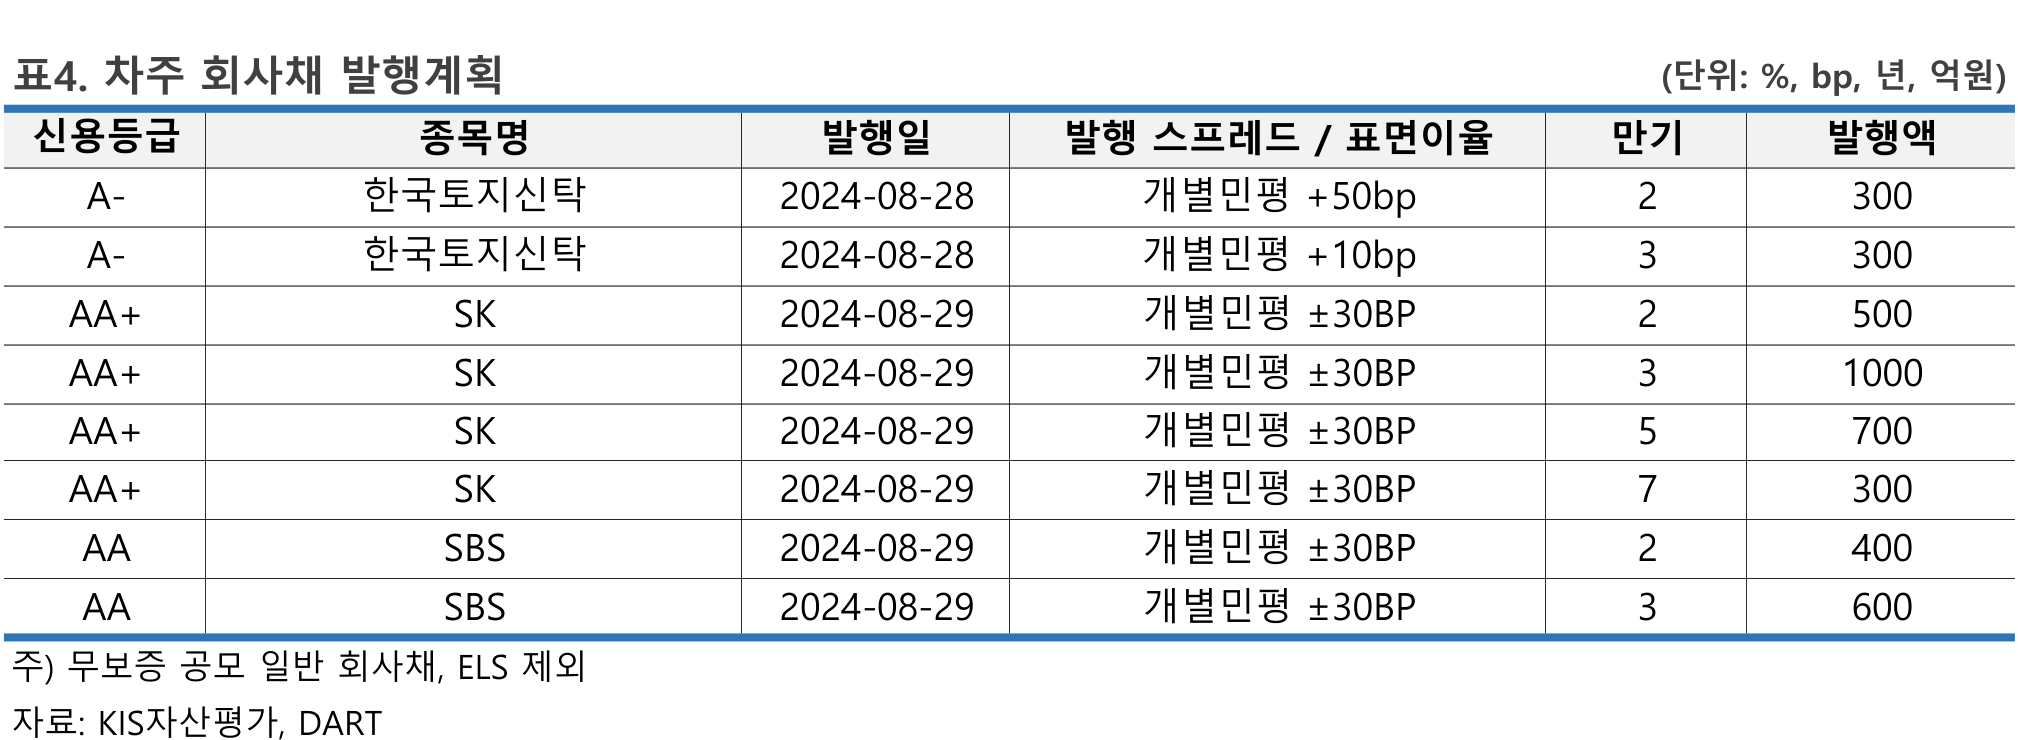 표4. 차주 회사채 발행계획 (단위: %, bp, 년, 억원)
신용등급 종목명 발행일 발행 스프레드 / 표면이율 만기 발행액
A- 한국토지신탁 2024-08-28 개별민평 +50bp 2 300
A- 한국토지신탁 2024-08-28 개별민평 +10bp 3 300
AA+ SK 2024-08-29 개별민평 ±30BP 2 500
AA+ SK 2024-08-29 개별민평 ±30BP 3 1000
AA+ SK 2024-08-29 개별민평 ±30BP 5 700
AA+ SK 2024-08-29 개별민평 ±30BP 7 300
AA SBS 2024-08-29 개별민평 ±30BP 2 400
AA SBS 2024-08-29 개별민평 ±30BP 3 600
주) 무보증 공모 일반 회사채, ELS 제외
자료: KIS자산평가, DART